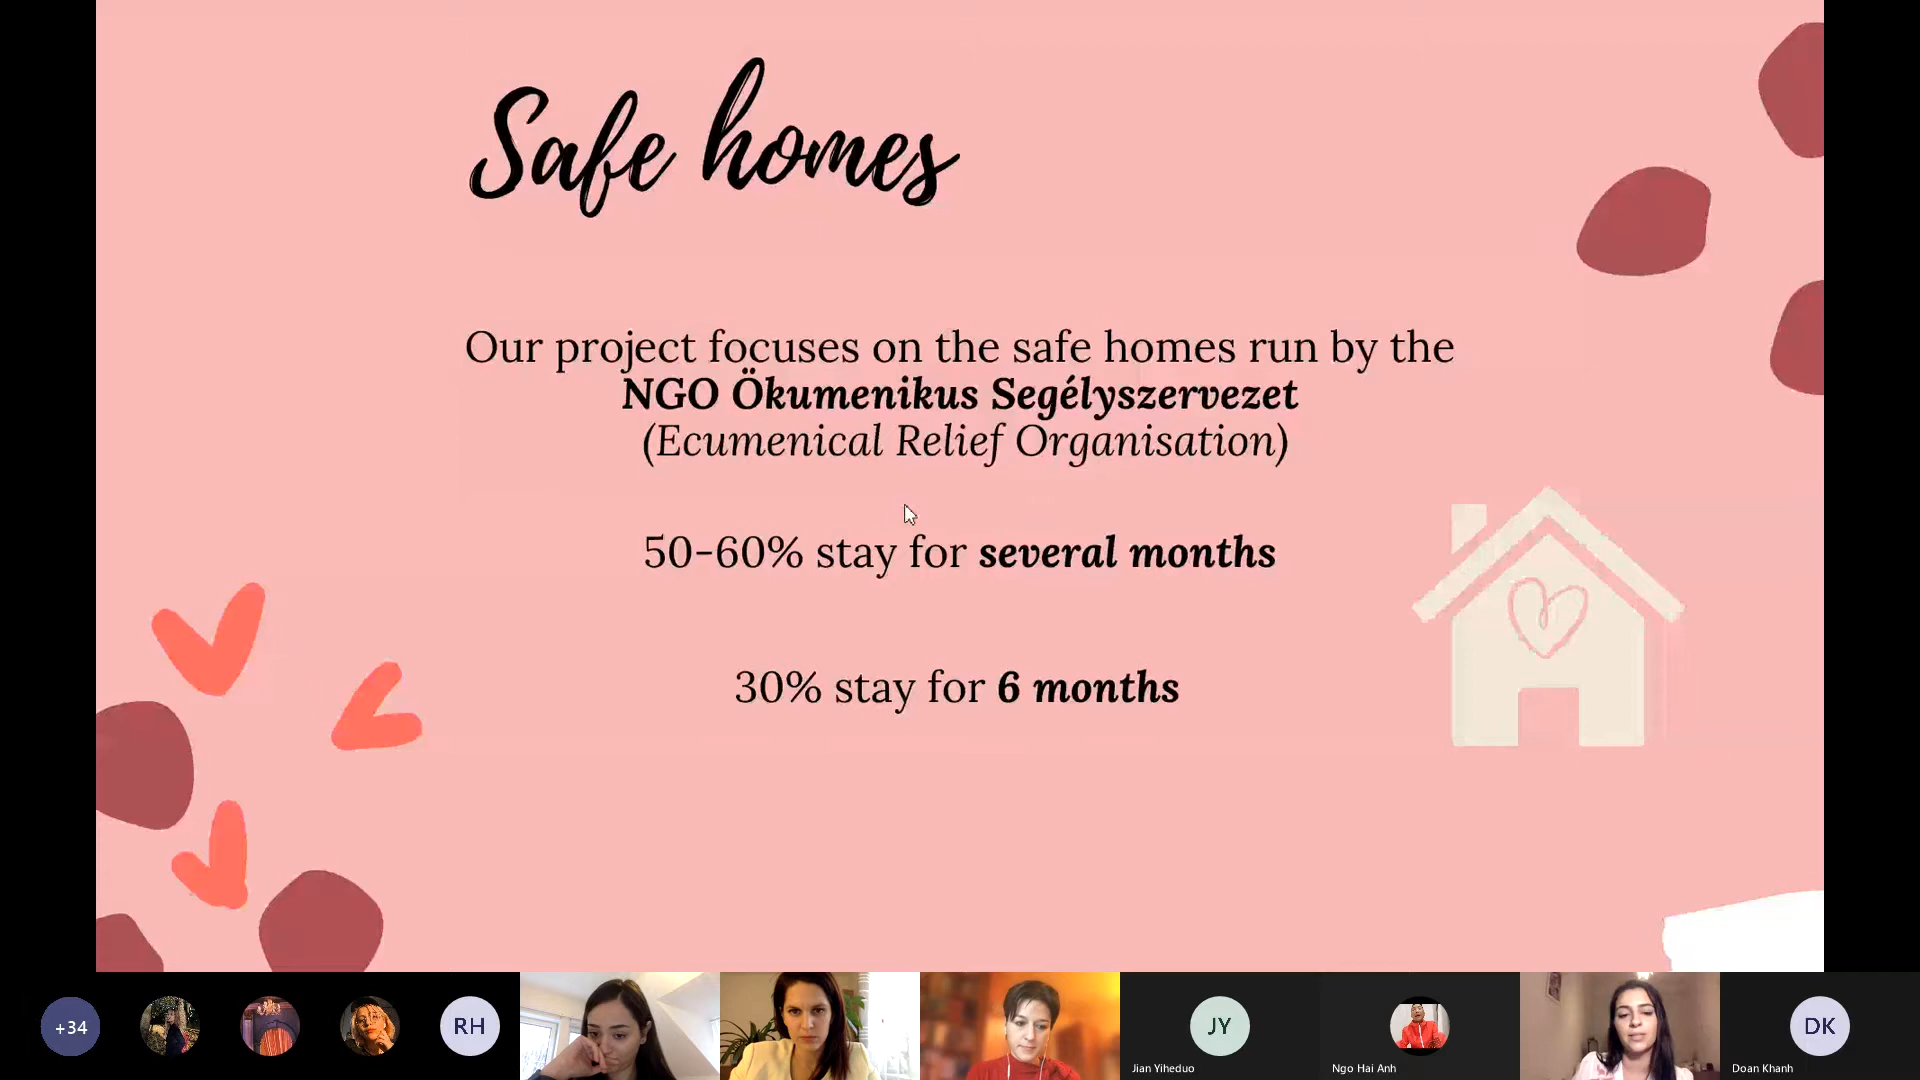 Safe homes
Our project focuses on the safe homes run by the
NGO Ökumenikus Segélyszervezet
(Ecumenical Relief Organisation)
50-60% stay for several months
30% stay for 6 months
+34
RH
JY
Jian Yiheduo
Ngo Hai Anh
DK
Doan Khanh